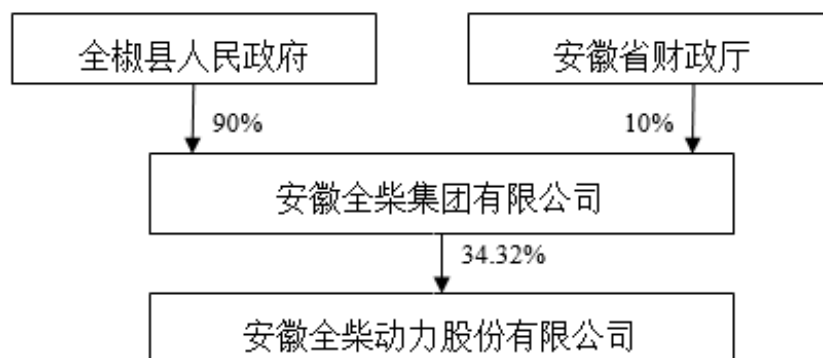 全椒县人民政府
安徽省财政厅
90%
10%
安徽全柴集团有限公司
34.32%
安徽全柴动力股份有限公司